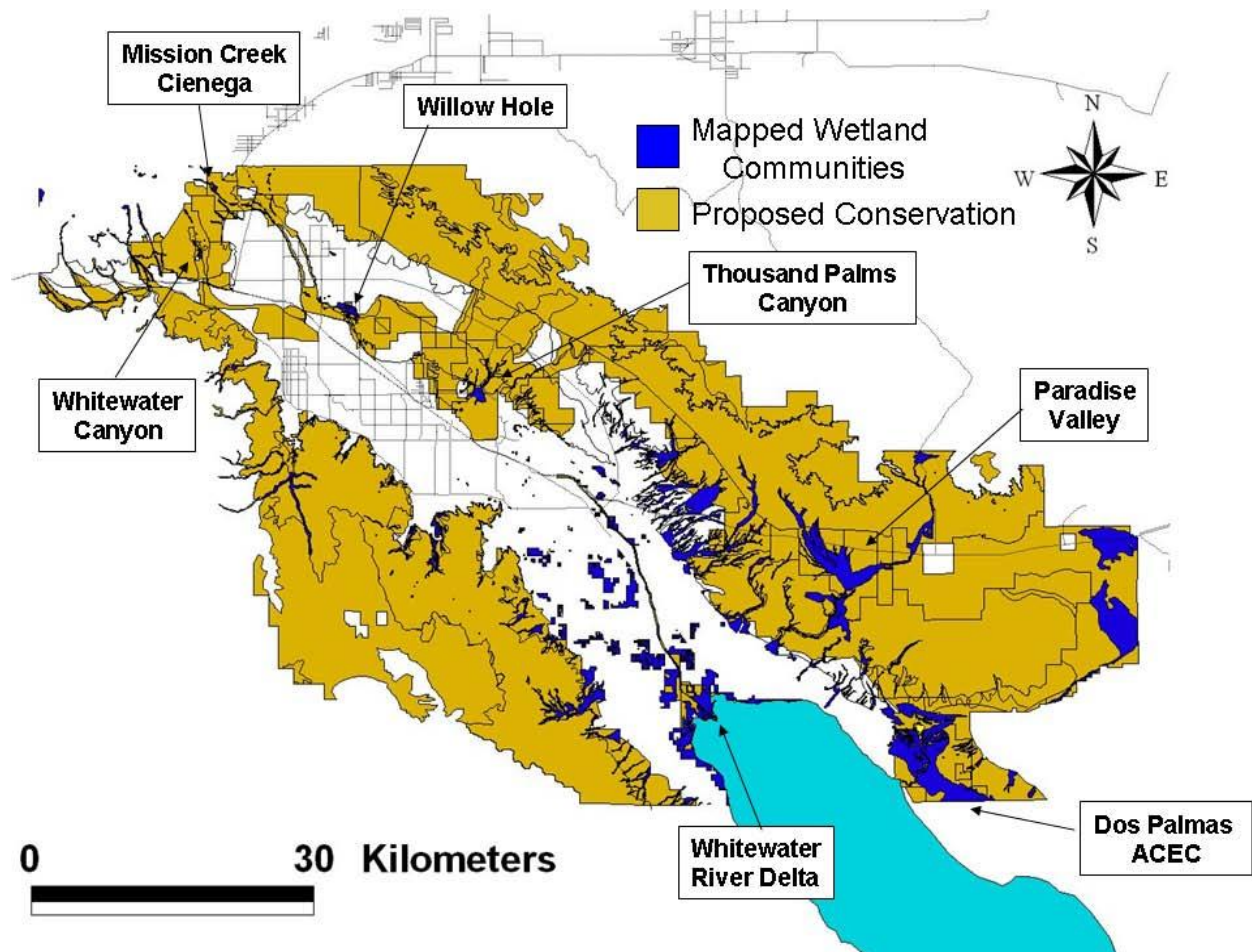 Mission Creek
Cienega
Willow Hole
Mapped Wetland
Communities
Proposed Conservation
N
W
E
S
Thousand Palms
Canyon
Whitewater
Canyon
Paradise
Valley
0
30 Kilometers
Whitewater
River Delta
Dos Palmas
ACEC